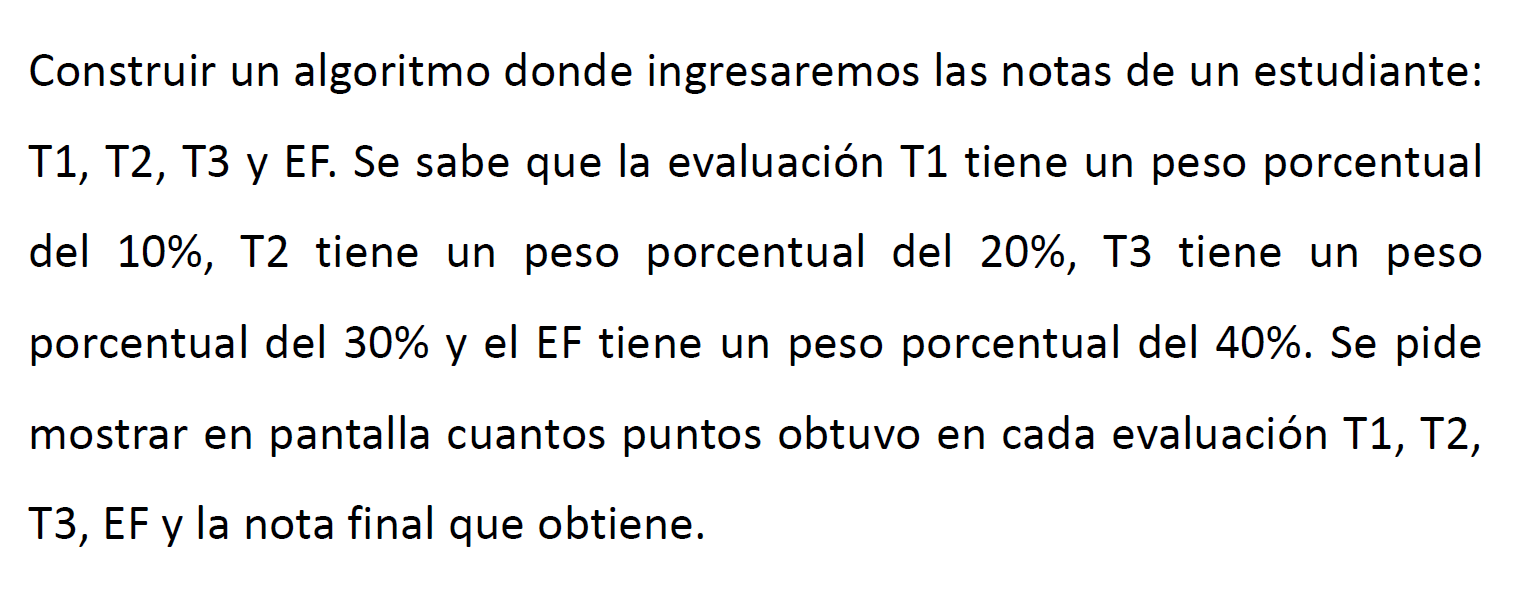 Construir un algoritmo donde ingresaremos las notas de un estudiante:
T1, T2, T3 y EF. Se sabe que la evaluación T1 tiene un peso porcentual
del 10%, T2 tiene un peso porcentual del 20%, T3 tiene un peso
porcentual del 30% y el EF tiene un peso porcentual del 40%. Se pide
mostrar en pantalla cuantos puntos obtuvo en cada evaluación T1, T2,
T3, EF y la nota final que obtiene.